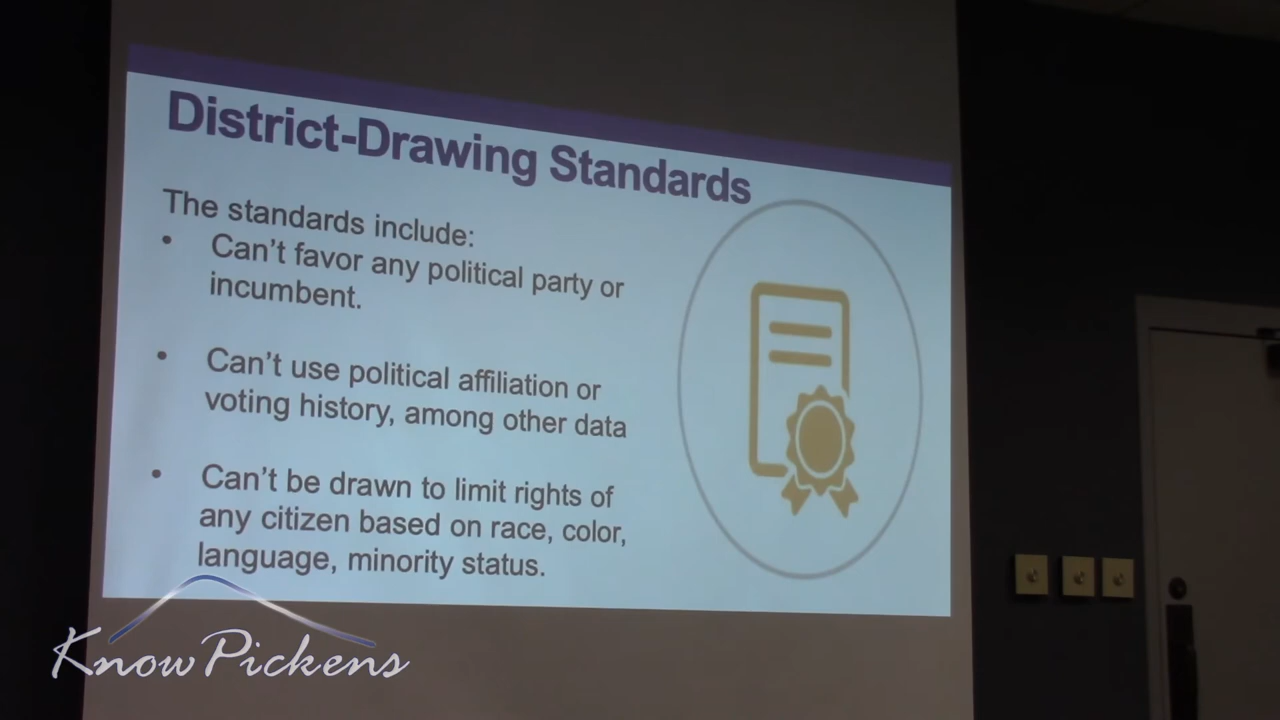 District-Drawing Standards
The standards include:
• Can't favor any political party or
incumbent.
• Can't use political affiliation or
voting history, among other data
• Can't be drawn to limit rights of
any citizen based on race, color,
language, minority status.
KnowPickens